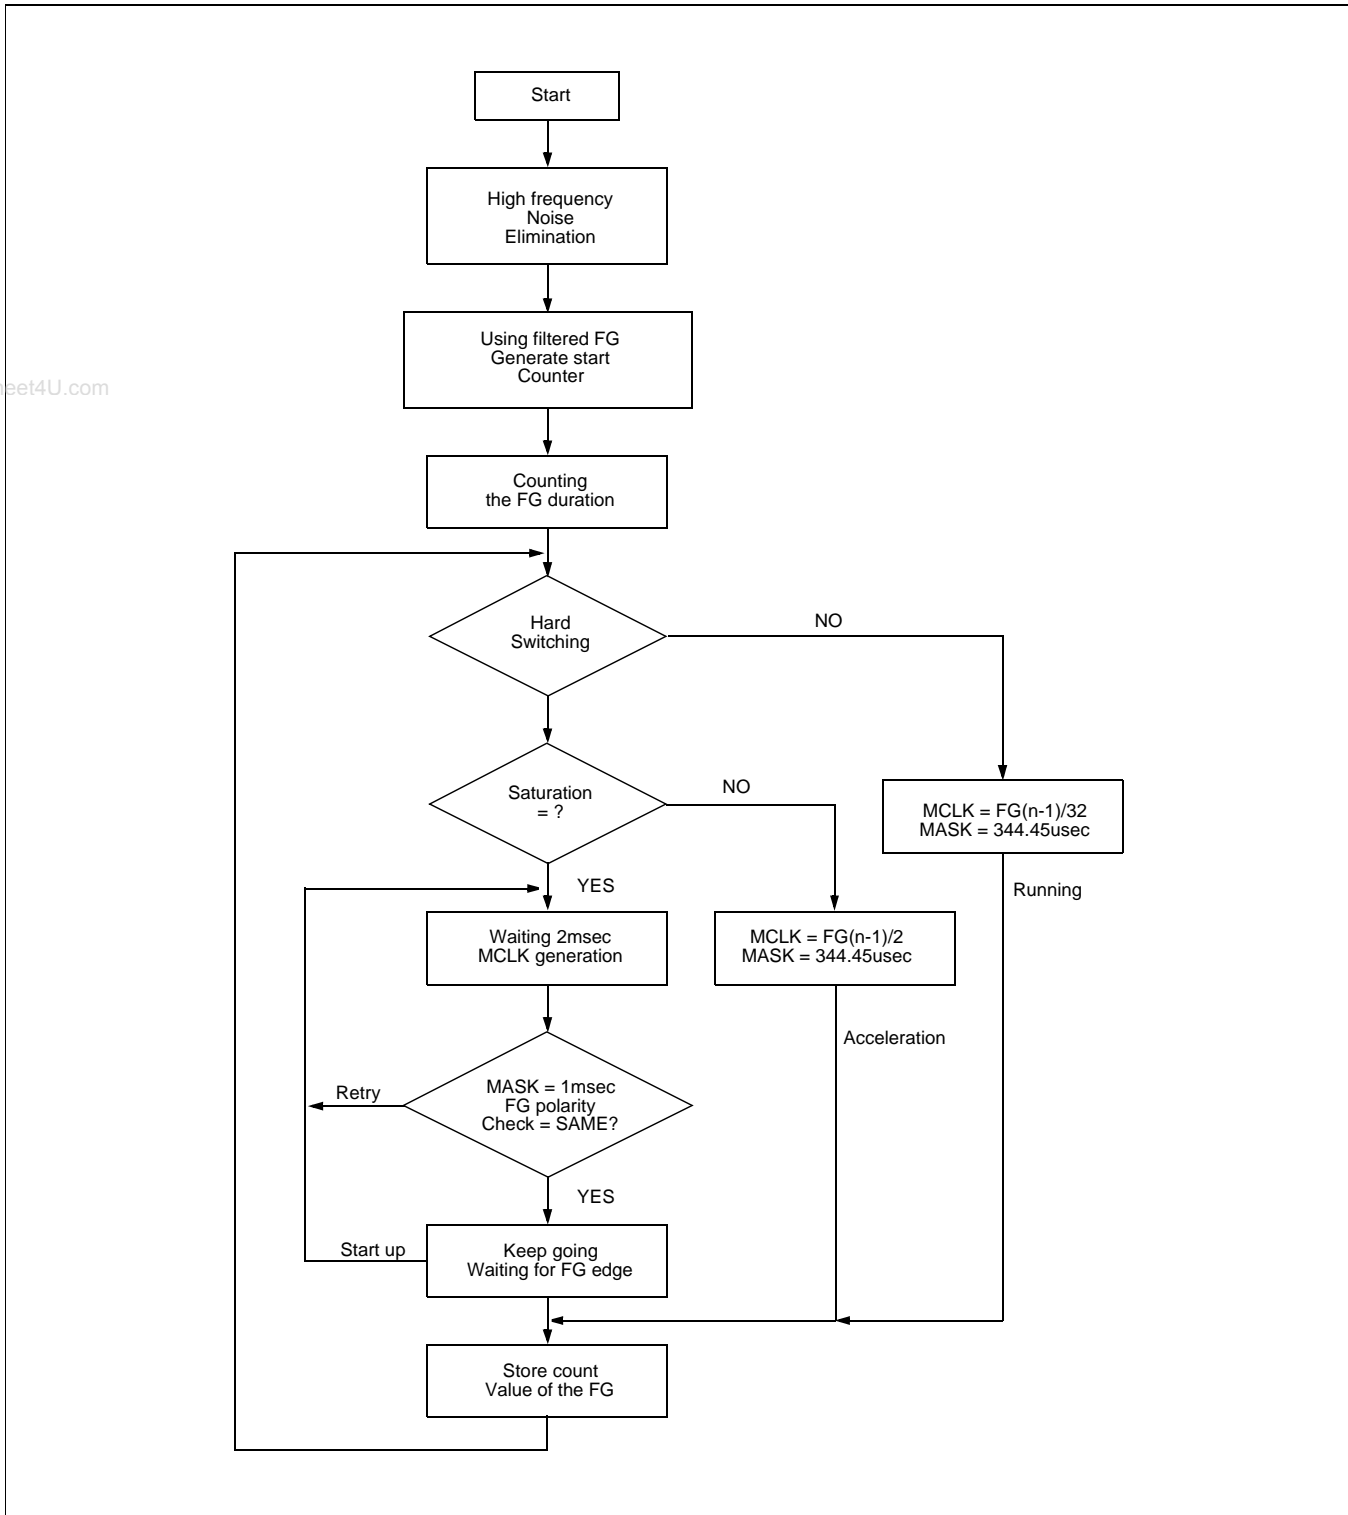 Start
High frequency
Noise
Elimination
Using filtered FG
Generate start
Counter
eet4U.com
Counting
the FG duration
Hard
Switching
NO
Saturation
= ?
NO
MCLK = FG(n-1)/32
MASK = 344.45usec
YES
Running
Waiting 2msec
MCLK generation
MCLK = FG(n-1)/2
MASK = 344.45usec
Acceleration
Retry
MASK = 1msec
FG polarity
Check = SAME?
YES
Start up
Keep going
Waiting for FG edge
Store count
Value of the FG